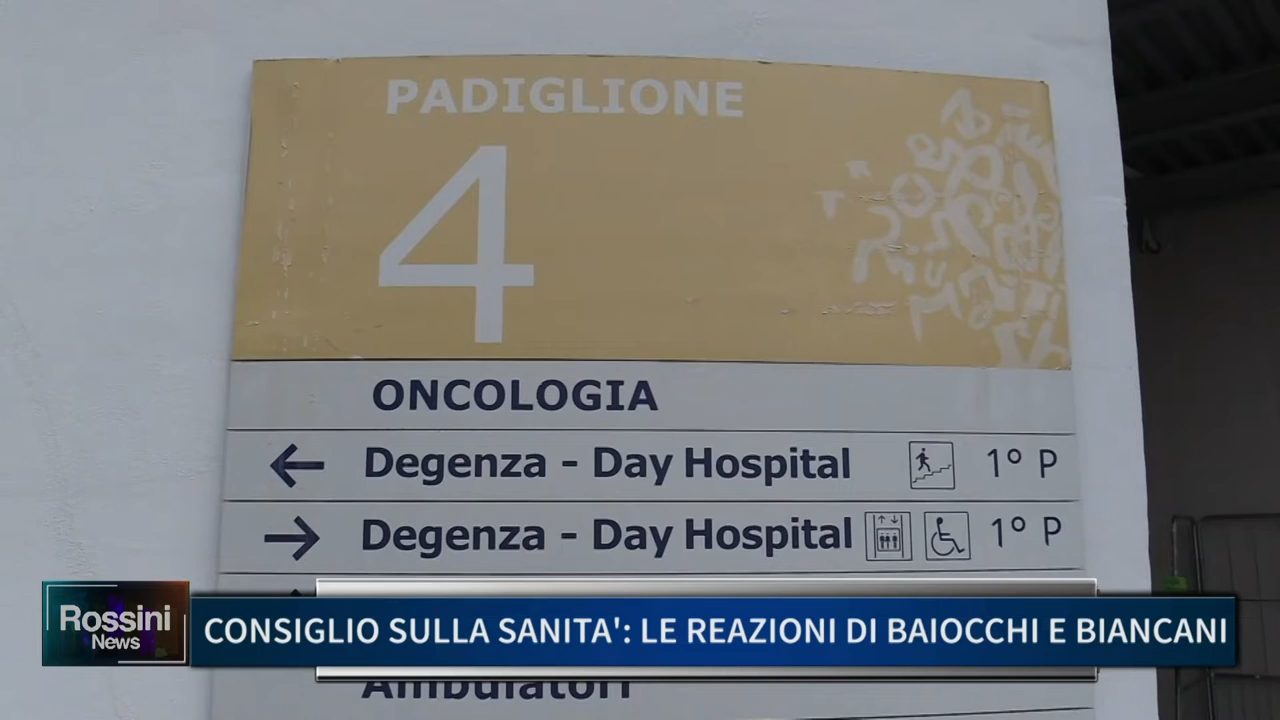 PADIGLIONE
4
ONCOLOGIA
Degenza - Day Hospital 1° P
Degenza - Day Hospital 1° P
Rossini
News
CONSIGLIO SULLA SANITA': LE REAZIONI DI BAIOCCHI E BIANCANI
Ambulatori